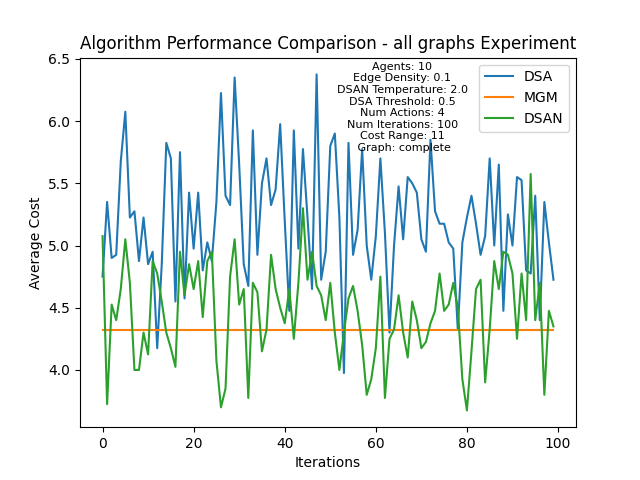 Algorithm Performance Comparison - all graphs Experiment
Agents: 10
Edge Density: 0.1
DSAN Temperature: 2.0
DSA Threshold: 0.5
Num Actions: 4
Num Iterations: 100
Cost Range: 11
Graph: complete
DSA
MGM
DSAN
Average Cost
6.5
6.0
5.5
5.0
4.5
4.0
0 20 40 60 80 100
Iterations